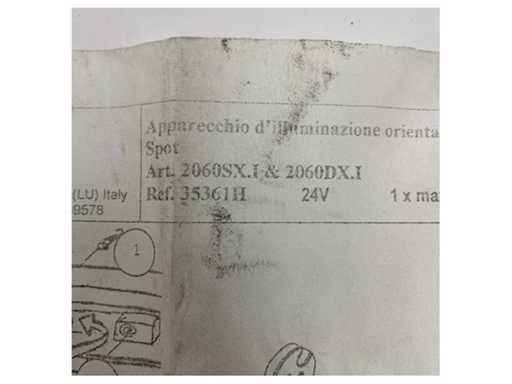 Apparecchio d'illuminazione orienta
Spot
Art. 2060SX.I & 2060DX.I
(LU) Italy Ref. 35361H 24V 1 x ma
9578
1